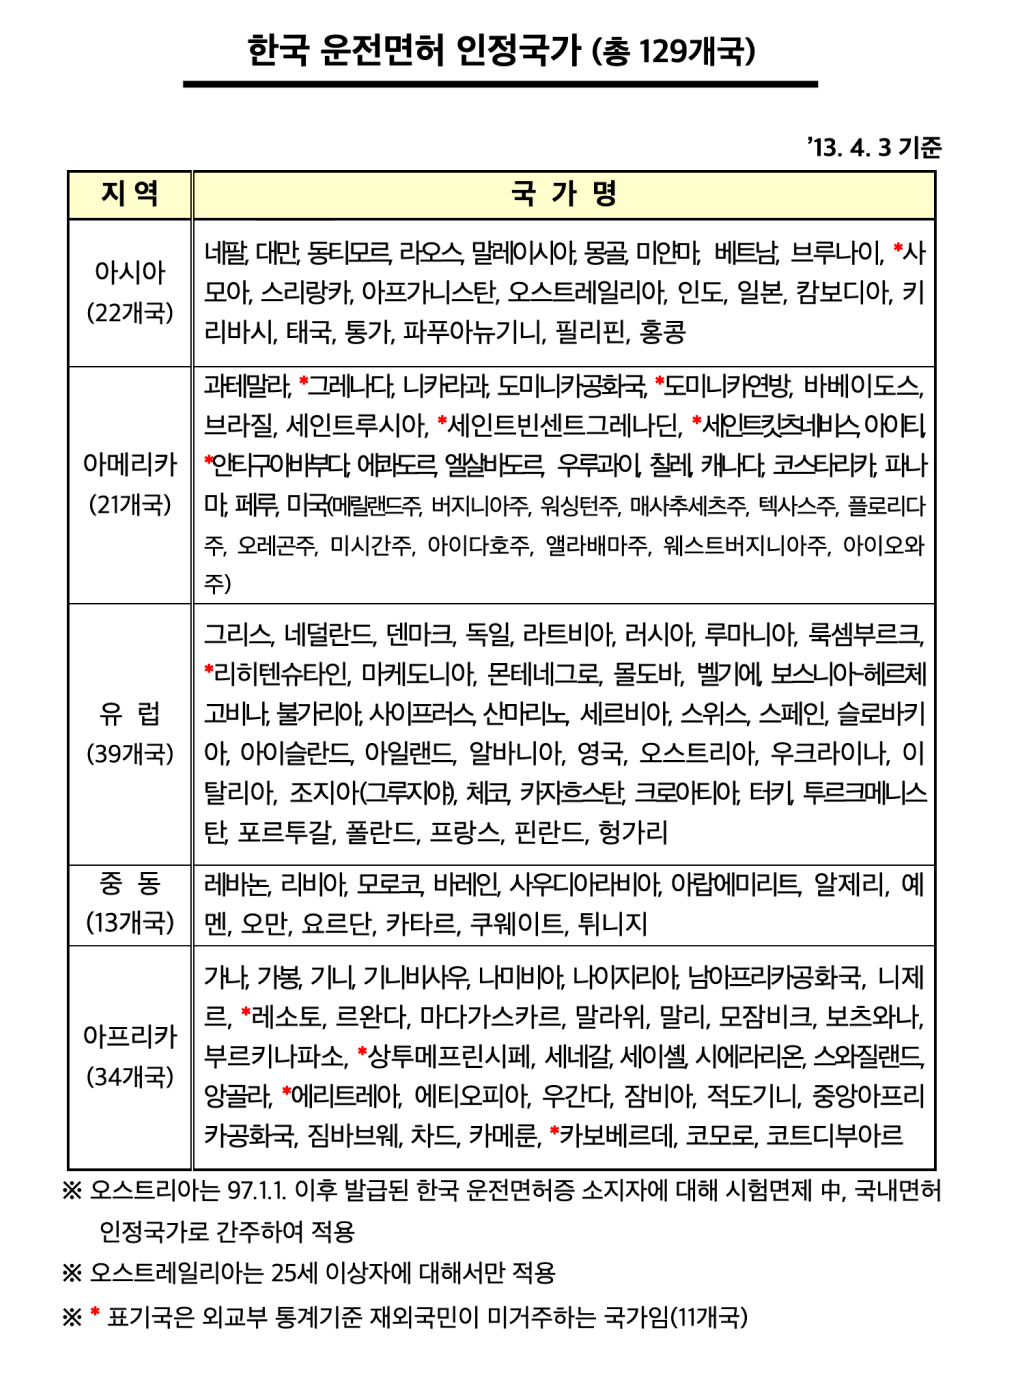 한국 운전면허 인정국가 (총 129개국)
’13. 4. 3 기준
지 역
국 가 명
아시아
(22개국)
네팔, 대만, 동티모르, 라오스, 말레이시아, 몽골, 미얀마, 베트남, 브루나이, *사
모아, 스리랑카, 아프가니스탄, 오스트레일리아, 인도, 일본, 캄보디아, 키
리바시, 태국, 통가, 파푸아뉴기니, 필리핀, 홍콩
아메리카
(21개국)
과테말라, *그레나다, 니카라과, 도미니카공화국, *도미니카연방, 바베이도스,
브라질, 세인트루시아, *세인트빈센트그레나딘, *세인트킷츠네비스, 아이티,
*안티구아바부다, 에콰도르, 엘살바도르, 우루과이, 칠레, 캐나다, 코스타리카, 파나
마, 페루, 미국(메릴랜드주, 버지니아주, 워싱턴주, 매사추세츠주, 텍사스주, 플로리다
주, 오레곤주, 미시간주, 아이다호주, 앨라배마주, 웨스트버지니아주, 아이오와
주)
유 럽
(39개국)
그리스, 네덜란드, 덴마크, 독일, 라트비아, 러시아, 루마니아, 룩셈부르크,
*리히텐슈타인, 마케도니아, 몬테네그로, 몰도바, 벨기에, 보스니아-헤르체
고비나, 불가리아, 사이프러스, 산마리노, 세르비아, 스위스, 스페인, 슬로바키
아, 아이슬란드, 아일랜드, 알바니아, 영국, 오스트리아, 우크라이나, 이
탈리아, 조지아(그루지야), 체코, 카자흐스탄, 크로아티아, 터키, 투르크메니스
탄, 포르투갈, 폴란드, 프랑스, 핀란드, 헝가리
중 동
(13개국)
레바논, 리비아, 모로코, 바레인, 사우디아라비아, 아랍에미리트, 알제리, 예
멘, 오만, 요르단, 카타르, 쿠웨이트, 튀니지
아프리카
(34개국)
가나, 가봉, 기니, 기니비사우, 나미비아, 나이지리아, 남아프리카공화국, 니제
르, *레소토, 르완다, 마다가스카르, 말라위, 말리, 모잠비크, 보츠와나,
부르키나파소, *상투메프린시페, 세네갈, 세이셸, 시에라리온, 스와질랜드,
앙골라, *에리트레아, 에티오피아, 우간다, 잠비아, 적도기니, 중앙아프리
카공화국, 짐바브웨, 차드, 카메룬, *카보베르데, 코모로, 코트디부아르
※ 오스트리아는 97.1.1. 이후 발급된 한국 운전면허증 소지자에 대해 시험면제 中, 국내면허
인정국가로 간주하여 적용
※ 오스트레일리아는 25세 이상자에 대해서만 적용
※ * 표기국은 외교부 통계기준 재외국민이 미거주하는 국가임(11개국)